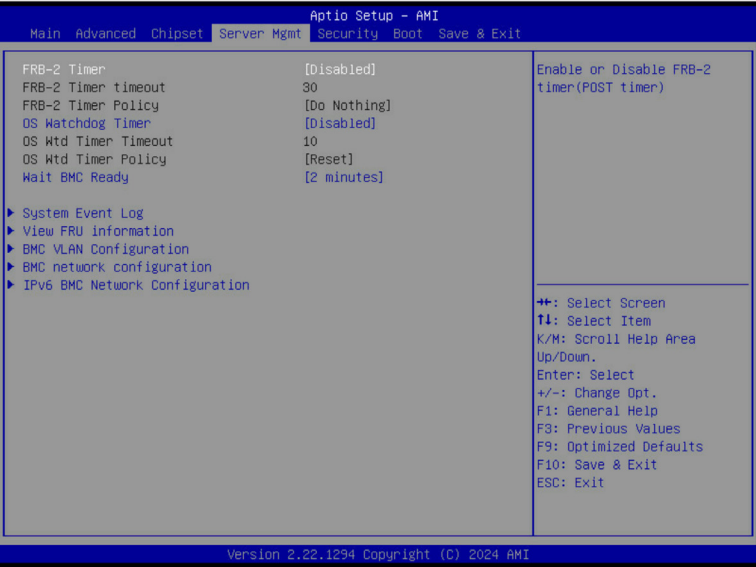 Aptio Setup – AMI
Main Advanced Chipset Server Mgmt Security Boot Save & Exit
FRB-2 Timer [Disabled]
FRB-2 Timer timeout 30
FRB-2 Timer Policy [Do Nothing]
OS Watchdog Timer [Disabled]
OS Wtd Timer Timeout 10
OS Wtd Timer Policy [Reset]
Wait BMC Ready [2 minutes]
System Event Log
View FRU information
BMC VLAN Configuration
BMC network configuration
IPv6 BMC Network Configuration
Enable or Disable FRB-2
timer(POST timer)
→←: Select Screen
↑↓: Select Item
K/M: Scroll Help Area
Up/Down.
Enter: Select
+/-: Change Opt.
F1: General Help
F3: Previous Values
F9: Optimized Defaults
F10: Save & Exit
ESC: Exit
Version 2.22.1294 Copyright (C) 2024 AMI